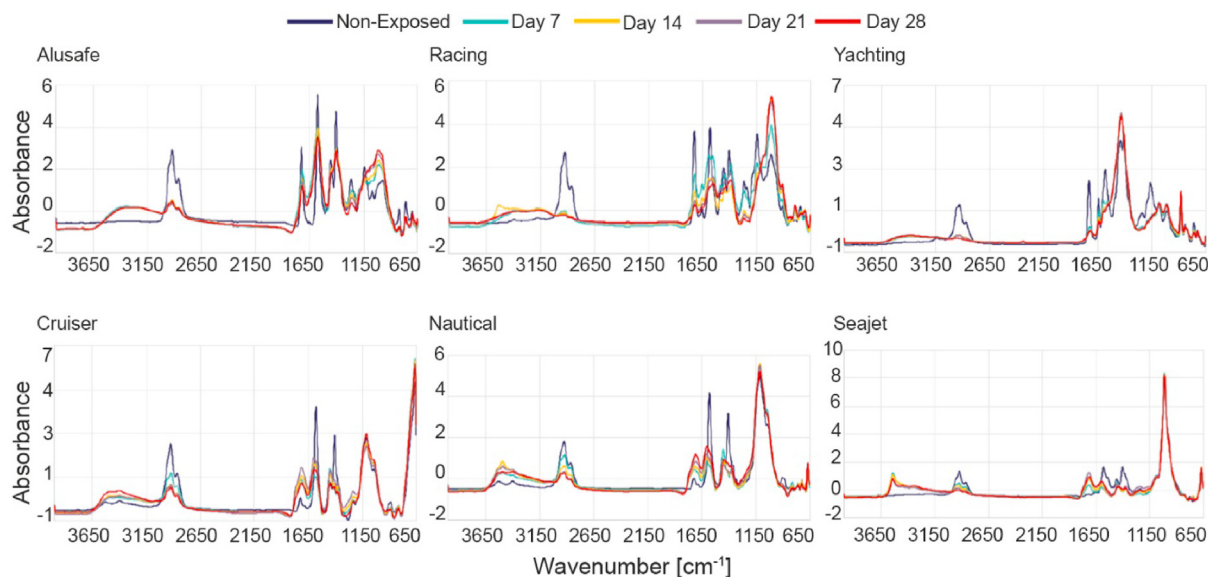 Non-Exposed Day 7 Day 14 Day 21 Day 28
Alusafe Racing Yachting
Absorbance
6 4 2 0 -2
3650 3150 2650 2150 1650 1150 650
6 4 2 0 -2
3650 3150 2650 2150 1650 1150 650
7 4 3 1 -1
3650 3150 2650 2150 1650 1150 650
Cruiser Nautical Seajet
Absorbance
7 4 3 1 -1
3650 3150 2650 2150 1650 1150 650
6 4 2 0 -2
3650 3150 2650 2150 1650 1150 650
10 8 6 4 2 0 -2
3650 3150 2650 2150 1650 1150 650
Wavenumber [cm⁻¹]